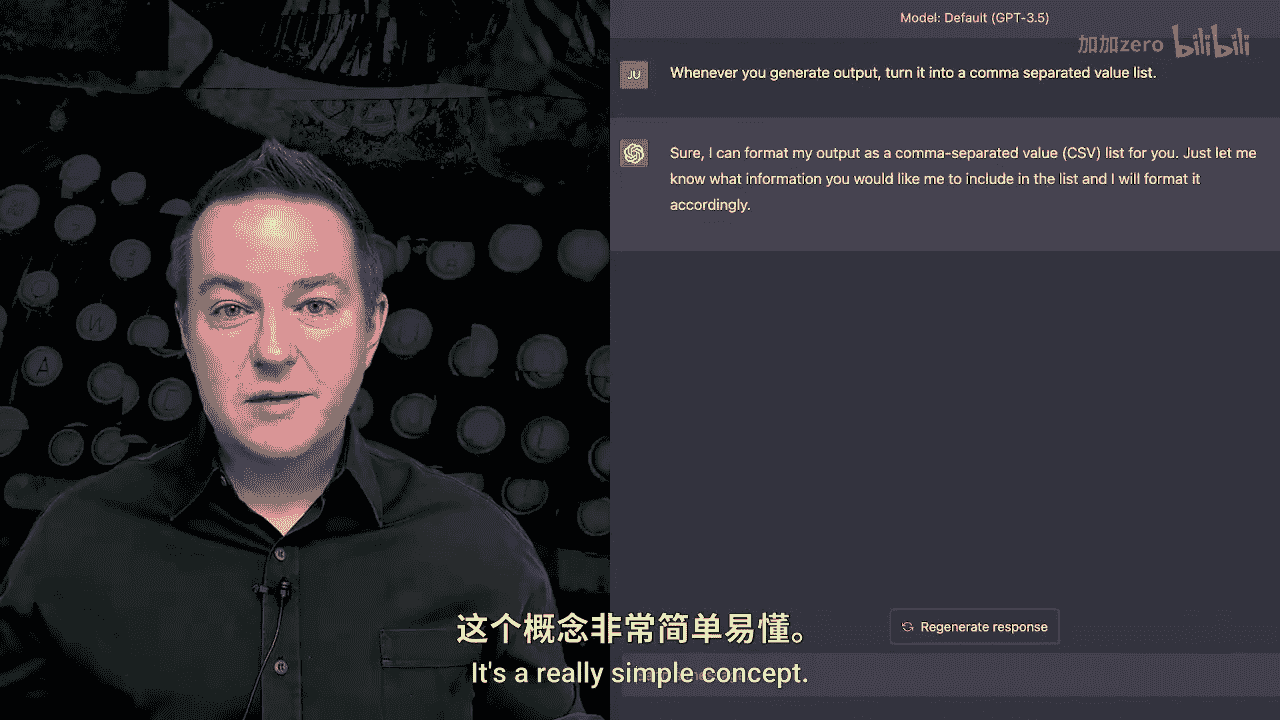 Model: Default (GPT-3.5)
加加zero bilibili
JU
Whenever you generate output, turn it into a comma separated value list.
Sure, I can format my output as a comma-separated value (CSV) list for you. Just let me
know what information you would like me to include in the list and I will format it
accordingly.
Regenerate response
这个概念非常简单易懂。
It's a really simple concept.